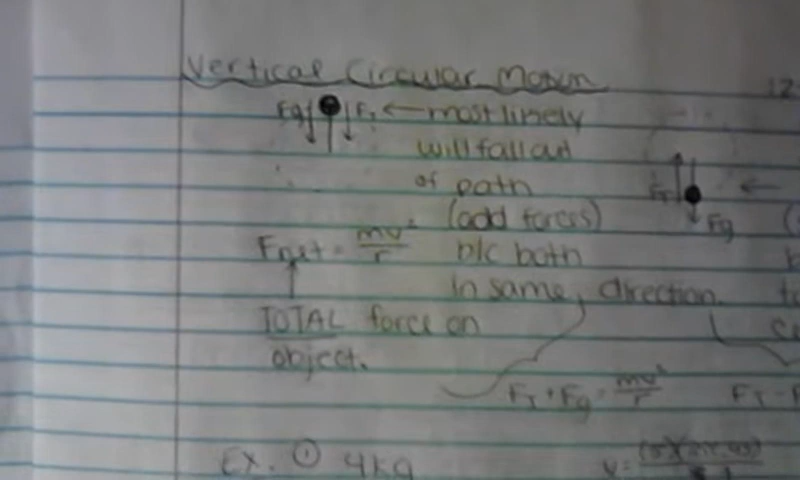 Vertical Circular Motion
12
Fg FT ← most likely
will fall out
of path
FT ←
Fg
(add forces)
Fnet = mv²/r b/c both
in same direction.
TOTAL force on
object.
FT + Fg = mv²/r FT -
Ex. ① 4kg
v =